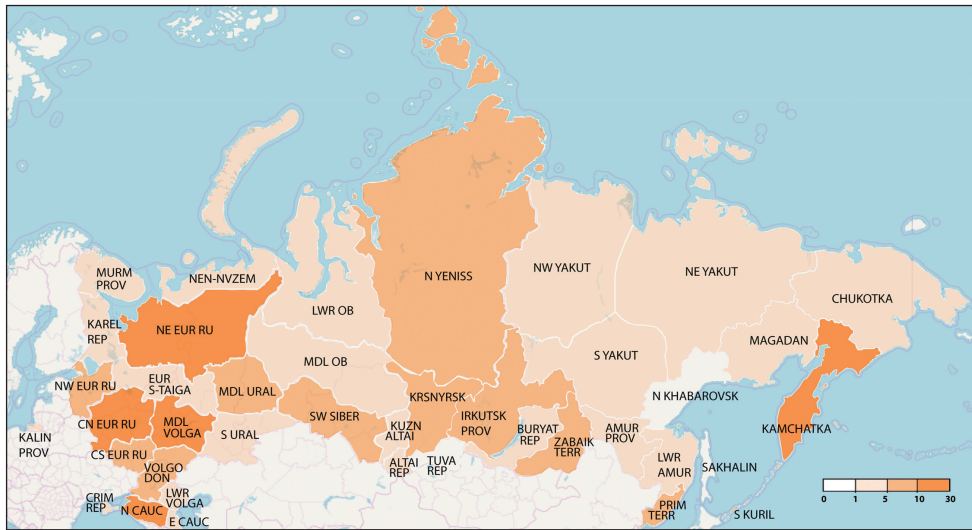 MURM
PROV
NEN-NVZEM
N YENISS
NW YAKUT
NE YAKUT
CHUKOTKA
LWR OB
KAREL
REP
NE EUR RU
MAGADAN
S YAKUT
MDL OB
NW EUR RU
EUR
S-TAIGA
MDL URAL
KRSNYRSK
N KHABAROVSK
CN EUR RU
MDL
VOLGA
SW SIBER
KUZN
ALTAI
IRKUTSK
PROV
BURYAT
REP
ZABAIK
TERR
AMUR
PROV
KAMCHATKA
KALIN
PROV
S URAL
CS EUR RU
VOLGO
DON
ALTAI
REP
TUVA
REP
LWR
AMUR
SAKHALIN
CRIM
REP
LWR
VOLGA
N CAUC
E CAUC
PRIM
TERR
S KURIL
0 1 5 10 30